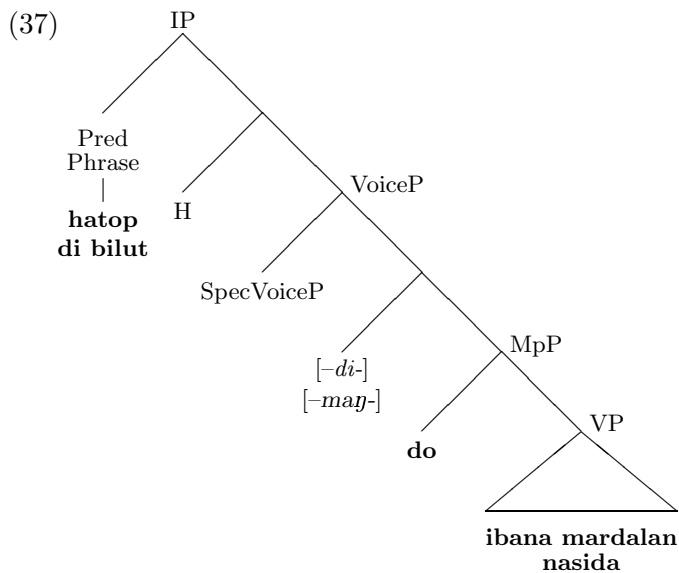 (37)
IP
Pred
Phrase
hatop
di bilut
H
VoiceP
SpecVoiceP
[–di-]
[–maŋ-]
MpP
do
VP
ibana mardalan
nasida